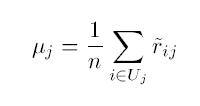 μ_j = \frac{1}{n} \sum_{i \in U_j} \tilde{r}_{ij}